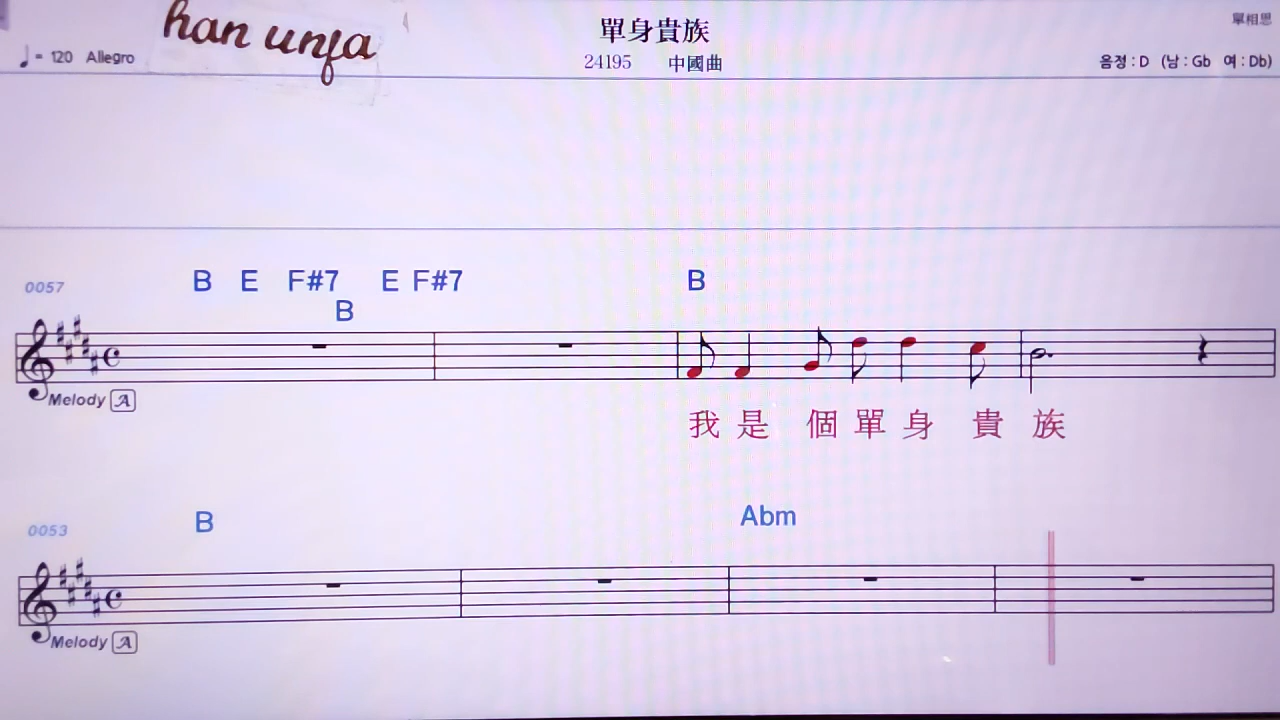 han unja
單身貴族
單相恩
♩ = 120 Allegro
24195 中國曲
음정 : D (남 : Gb 여 : Db)
0057
B E F#7 E F#7 B
B
Melody A
我 是 個 單 身 貴 族
0053
B Abm
Melody A